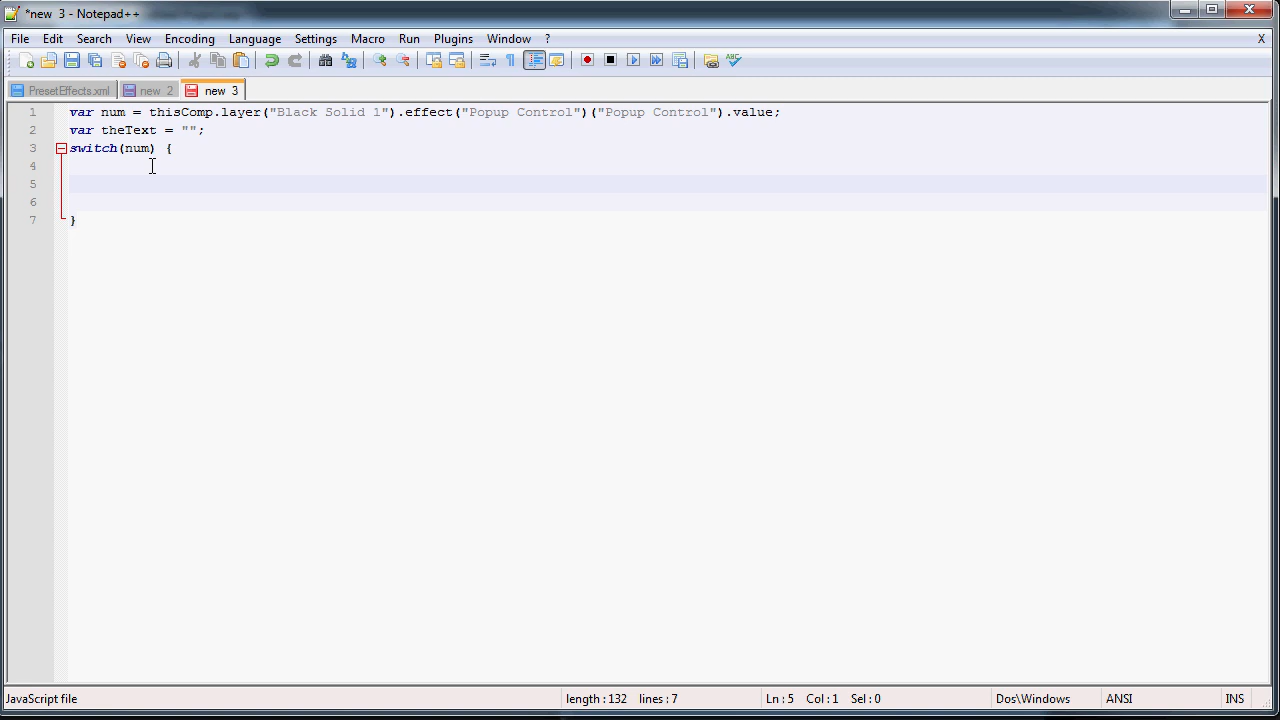 *new 3 - Notepad++
File Edit Search View Encoding Language Settings Macro Run Plugins Window ? X
PresetEffects.xml new 2 new 3
1 var num = thisComp.layer("Black Solid 1").effect("Popup Control")("Popup Control").value;
2 var theText = "";
3 switch(num) {
4
5
6
7 }
JavaScript file length : 132 lines : 7 Ln : 5 Col : 1 Sel : 0 Dos\Windows ANSI INS